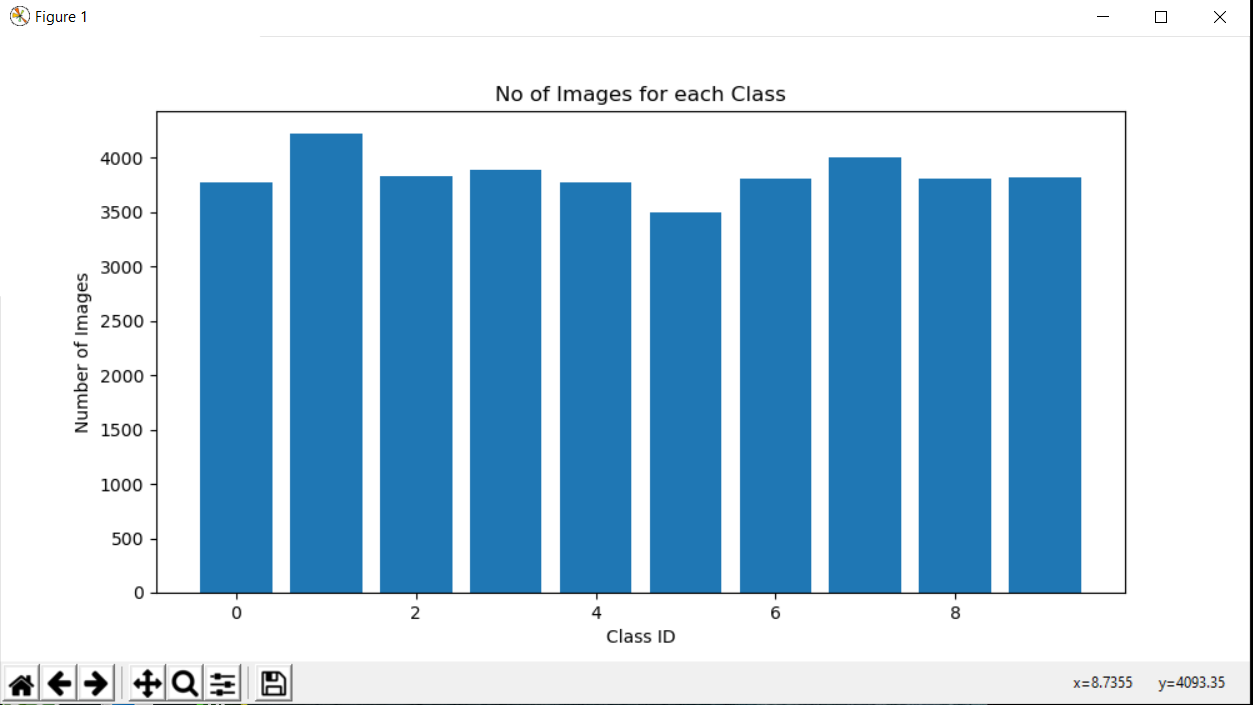 Figure 1
No of Images for each Class
4000
3500
3000
2500
2000
1500
1000
500
0
Number of Images
0 2 4 6 8
Class ID
x=8.7355 y=4093.35